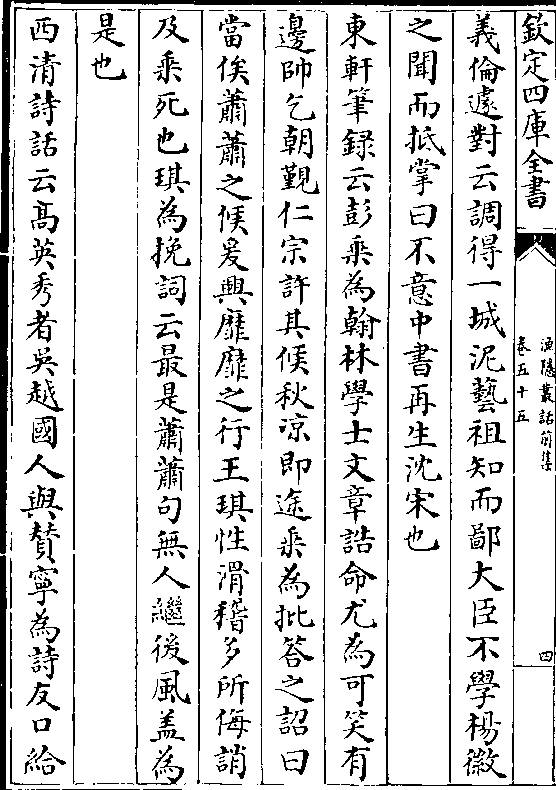 欽定四庫全書
漁隱叢話前集
卷五十五
四
義倫遽對云調得一城泥藝祖知而鄙大臣不學楊徽
之聞而抵掌曰不意中書再生沈宋也
東軒筆録云彭乘為翰林學士文章誥命尤為可笑有
邊帥乞朝覲仁宗許其候秋凉即途乘為批答之詔曰
當俟蕭蕭之候爰興靡靡之行王琪性滑稽多所侮誚
及乘死也琪為挽詞云最是蕭蕭句無人繼後風盖為
是也
西清詩話云髙英秀者吳越國人與賛寧為詩友口給